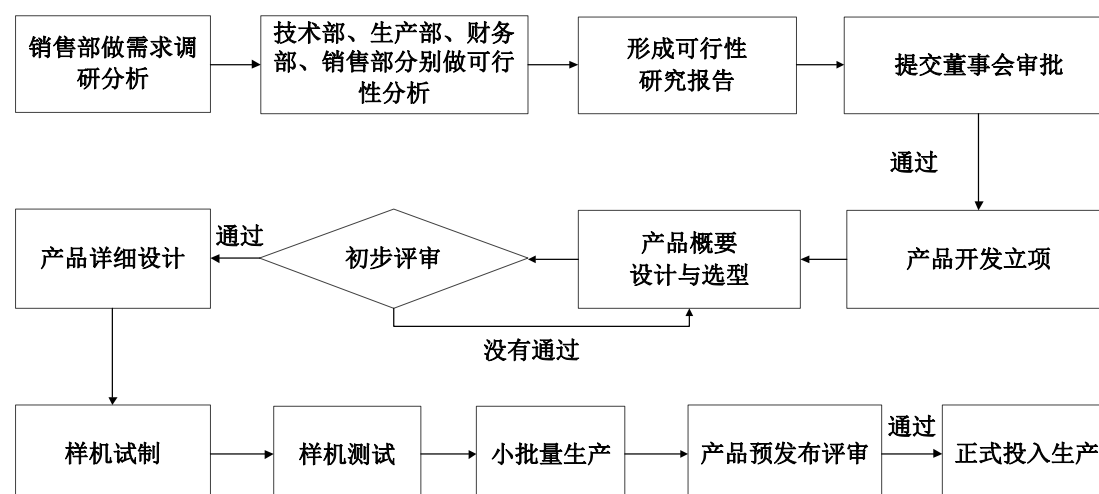 销售部做需求调
研分析
技术部、生产部、财务
部、销售部分别做可行
性分析
形成可行性
研究报告
提交董事会审批
通过
产品详细设计
通过
初步评审
产品概要
设计与选型
产品开发立项
没有通过
样机试制
样机测试
小批量生产
产品预发布评审
通过
正式投入生产